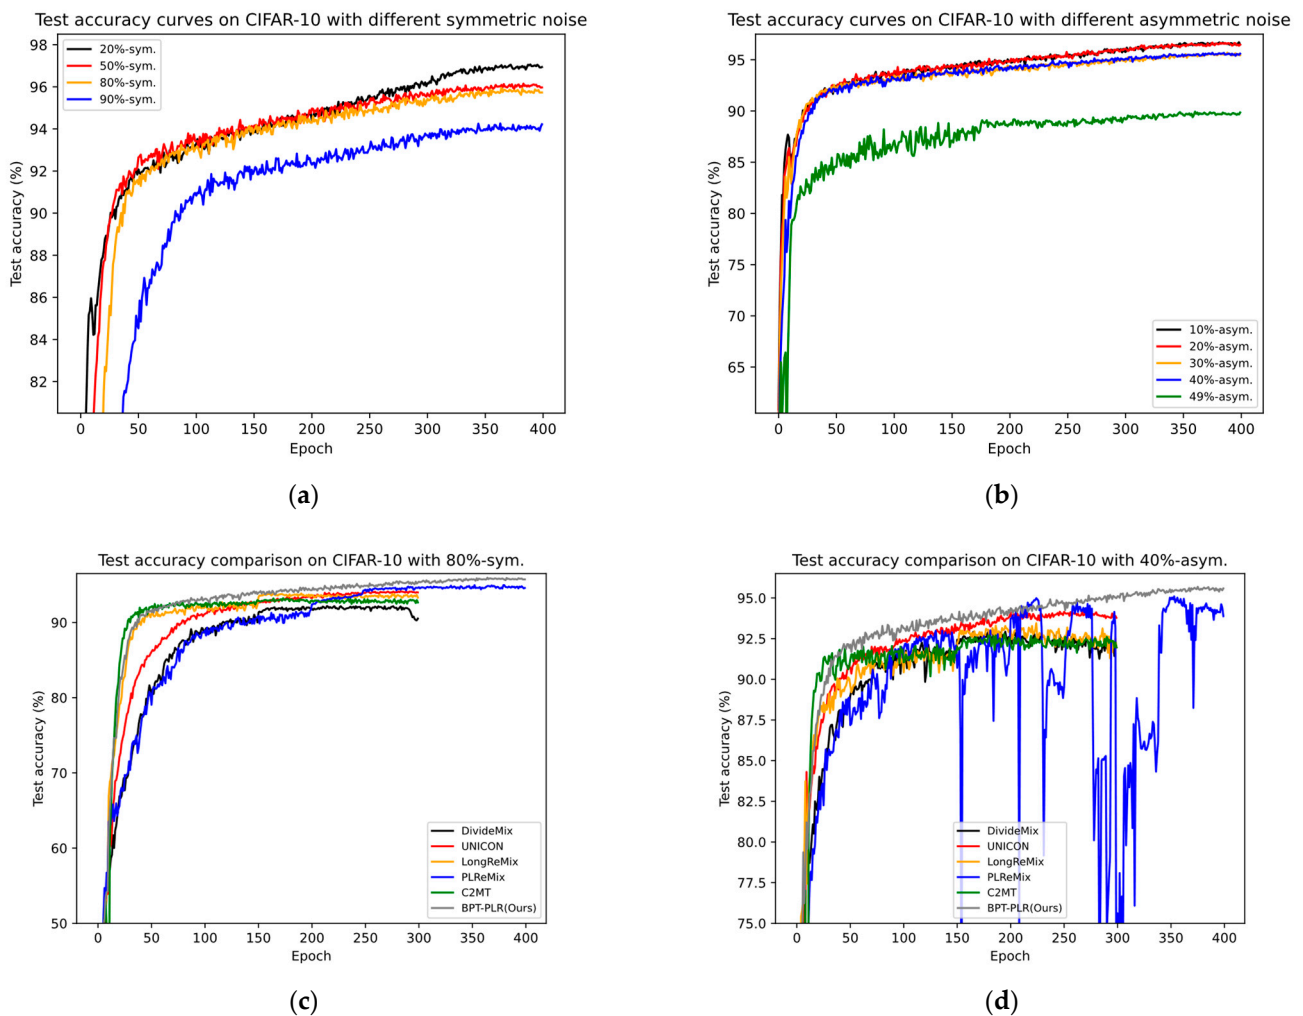 Test accuracy curves on CIFAR-10 with different symmetric noise
98
96
94
92
90
88
86
84
82
Test accuracy (%)
20%-sym.
50%-sym.
80%-sym.
90%-sym.
0 50 100 150 200 250 300 350 400
Epoch
(a)
Test accuracy curves on CIFAR-10 with different asymmetric noise
95
90
85
80
75
70
65
Test accuracy (%)
10%-asym.
20%-asym.
30%-asym.
40%-asym.
49%-asym.
0 50 100 150 200 250 300 350 400
Epoch
(b)
Test accuracy comparison on CIFAR-10 with 80%-sym.
90
80
70
60
50
Test accuracy (%)
DivideMix
UNICON
LongReMix
PLReMix
C2MT
BPT-PLR(Ours)
0 50 100 150 200 250 300 350 400
Epoch
(c)
Test accuracy comparison on CIFAR-10 with 40%-asym.
95.0
92.5
90.0
87.5
85.0
82.5
80.0
77.5
75.0
Test accuracy (%)
DivideMix
UNICON
LongReMix
PLReMix
C2MT
BPT-PLR(Ours)
0 50 100 150 200 250 300 350 400
Epoch
(d)